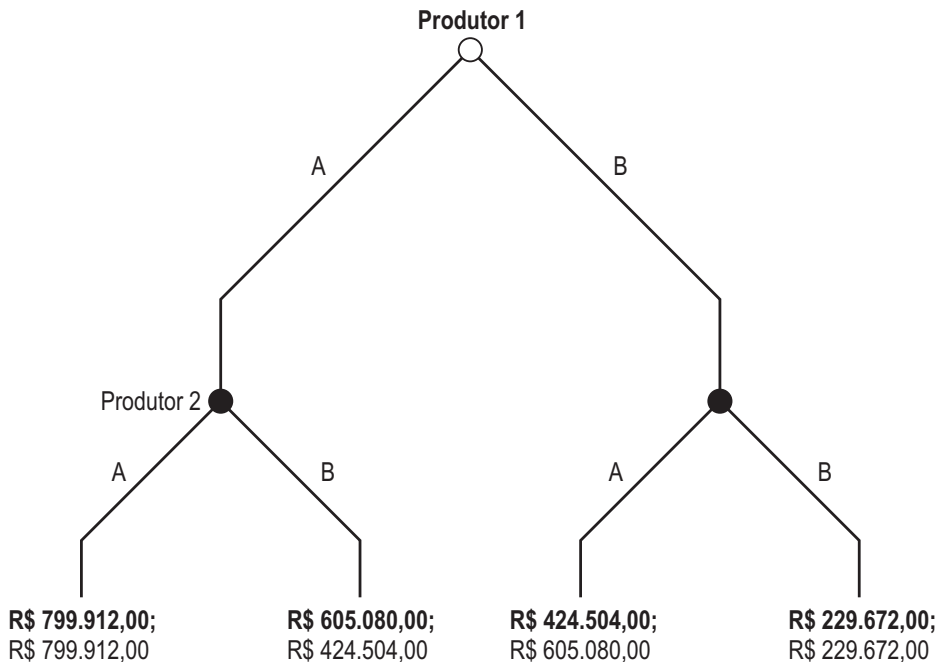 Produtor 1
A
B
Produtor 2
A
B
A
B
R$ 799.912,00;
R$ 799.912,00
R$ 605.080,00;
R$ 424.504,00
R$ 424.504,00;
R$ 605.080,00
R$ 229.672,00;
R$ 229.672,00